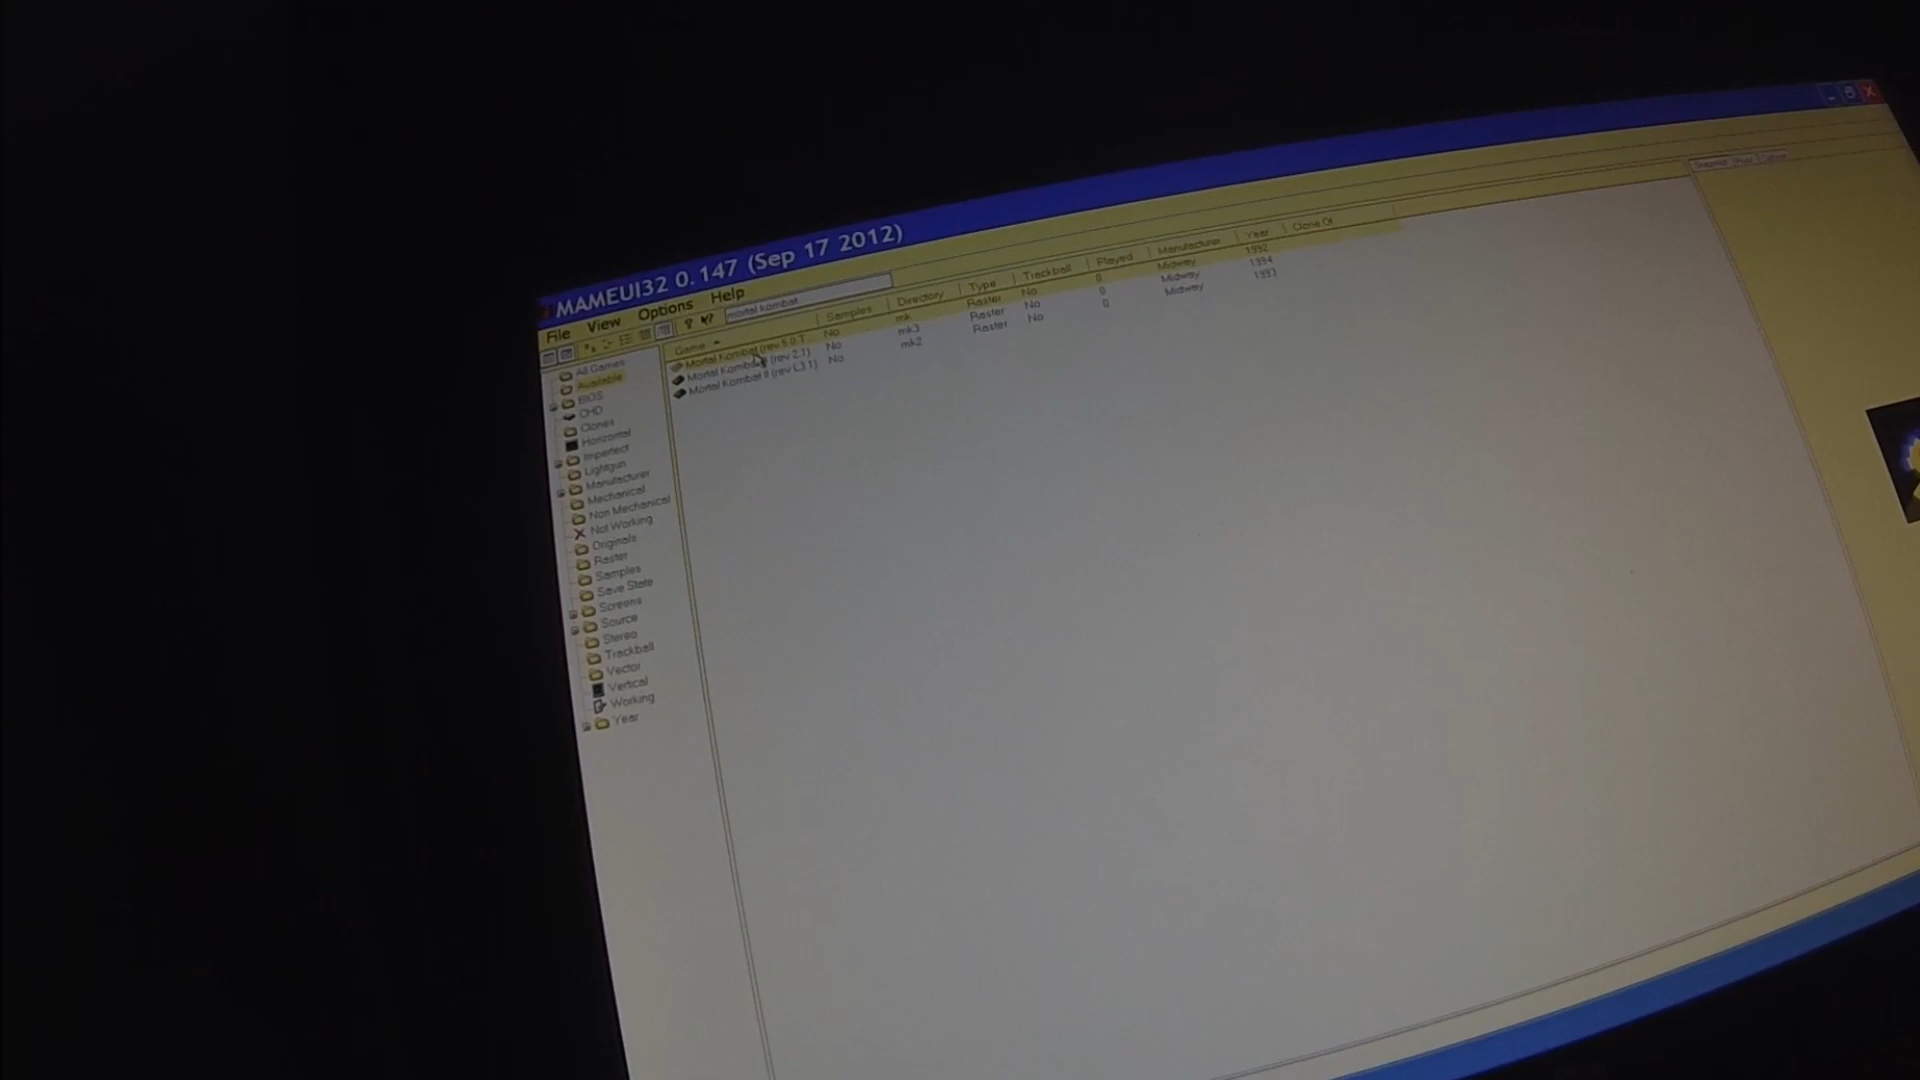 MAMEUI32 0.147 (Sep 17 2012)
File View Options Help
mortal kombat
Game Samples Directory Type Trackball Played Manufacturer Year Clone Of
Mortal Kombat (rev 5.0 T No mk Raster No 0 Midway 1992
Mortal Kombat (rev 2.1) No mk3 Raster No 0 Midway 1994
Mortal Kombat II (rev L3.1) No mk2 Raster No 0 Midway 1993
All Games
Available
BIOS
CHD
Clones
Horizontal
Imperfect
Lightgun
Manufacturer
Mechanical
Non Mechanical
Not Working
Originals
Raster
Samples
Save State
Screens
Source
Stereo
Trackball
Vector
Vertical
Working
Year